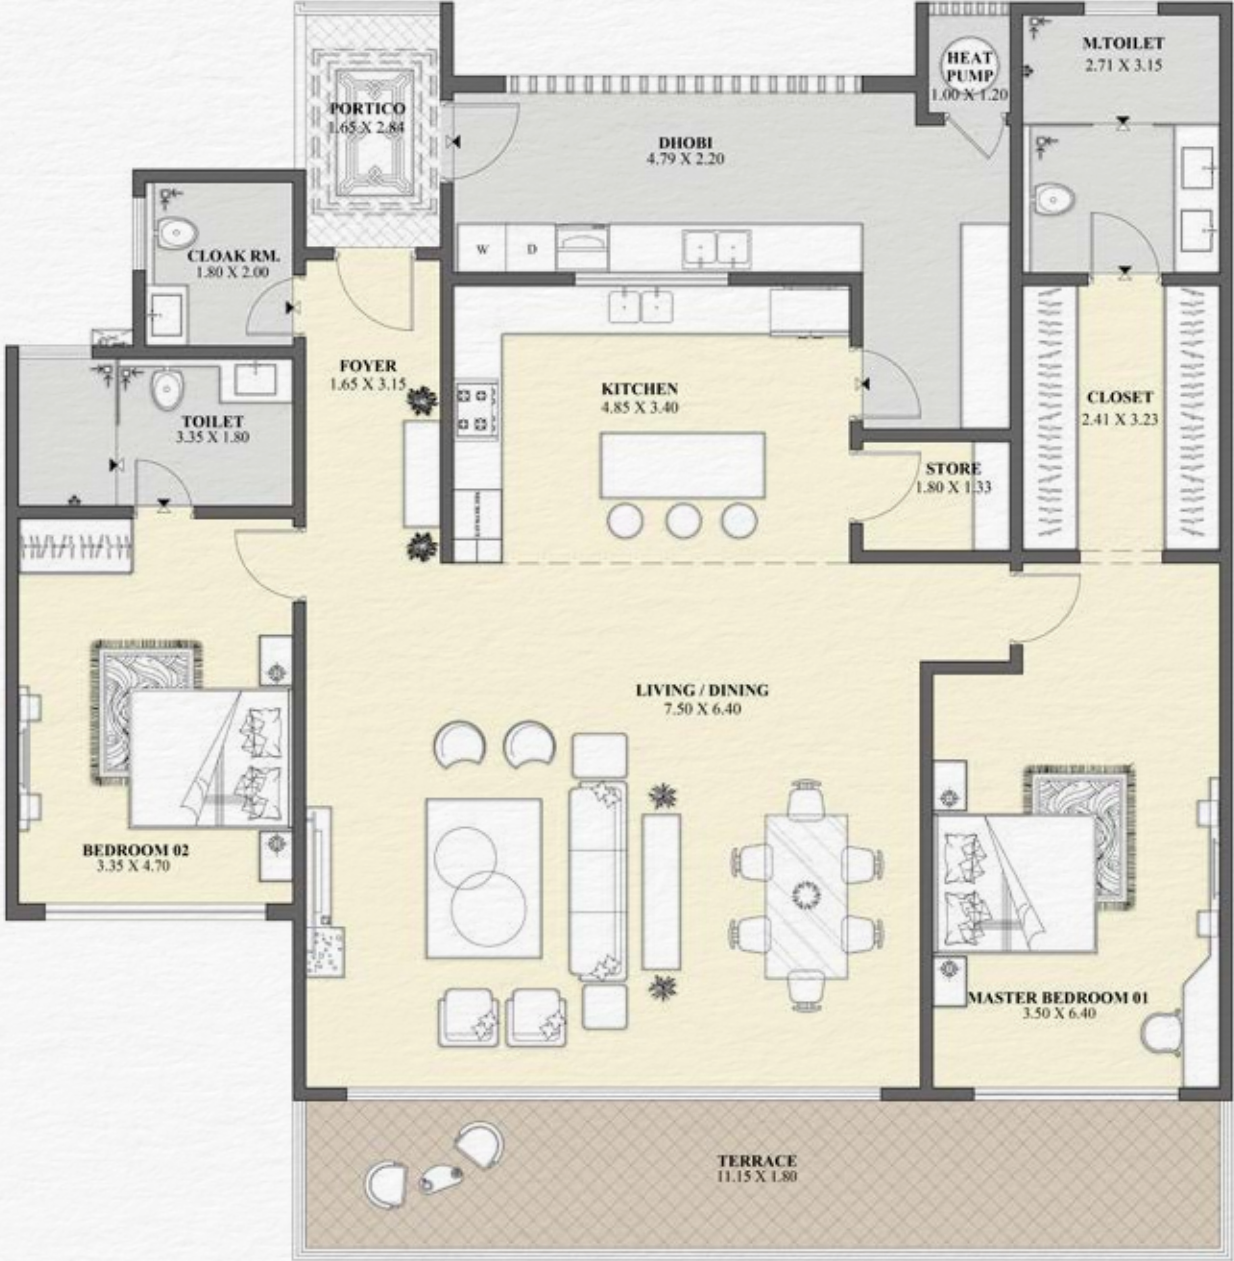 M.TOILET
2.71 X 3.15
HEAT
PUMP
1.00 X 1.20
PORTICO
1.65 X 2.84
DHOBI
4.79 X 2.20
W
D
CLOAK RM.
1.80 X 2.00
FOYER
1.65 X 3.15
KITCHEN
4.85 X 3.40
CLOSET
2.41 X 3.23
TOILET
3.35 X 1.80
STORE
1.80 X 1.33
LIVING / DINING
7.50 X 6.40
BEDROOM 02
3.35 X 4.70
MASTER BEDROOM 01
3.50 X 6.40
TERRACE
11.15 X 1.80